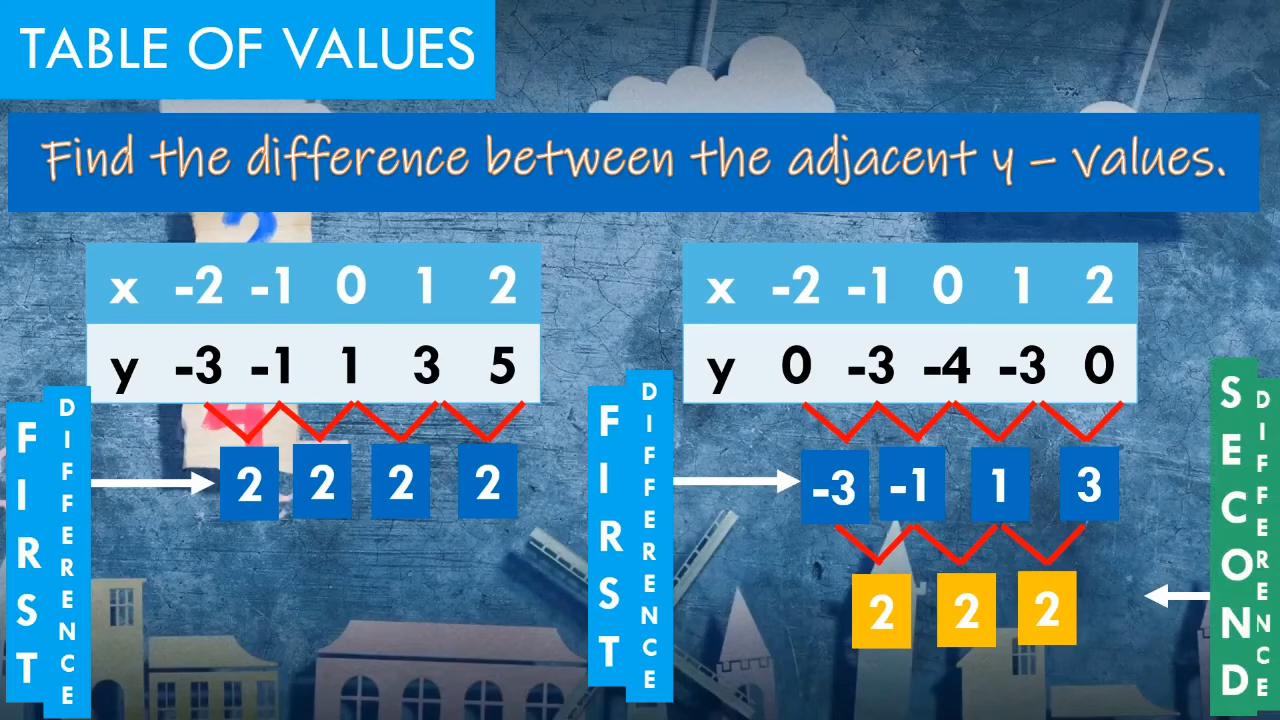 TABLE OF VALUES
Find the difference between the adjacent y – values.
x -2 -1 0 1 2
y -3 -1 1 3 5
FIRST
DIFFERENCE
2 2 2 2
x -2 -1 0 1 2
y 0 -3 -4 -3 0
FIRST
DIFFERENCE
-3 -1 1 3
2 2 2
SECOND
DIFFERENCE
2
4